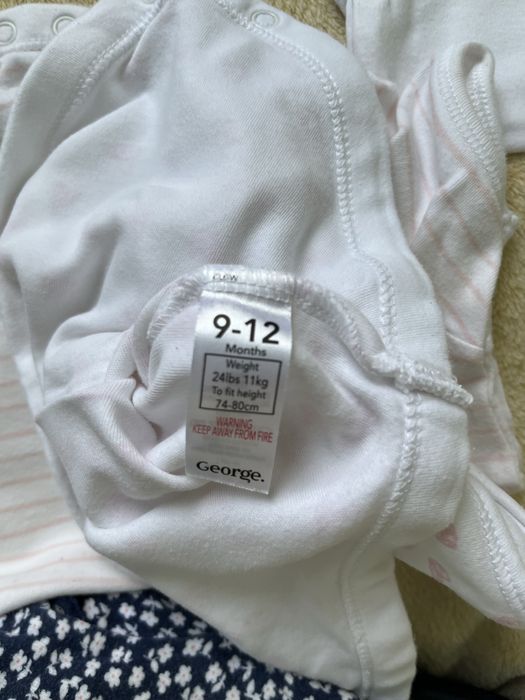 9-12
Months
Weight
24lbs 11kg
To fit height
74-80cm
WARNING
KEEP AWAY FROM FIRE
George.